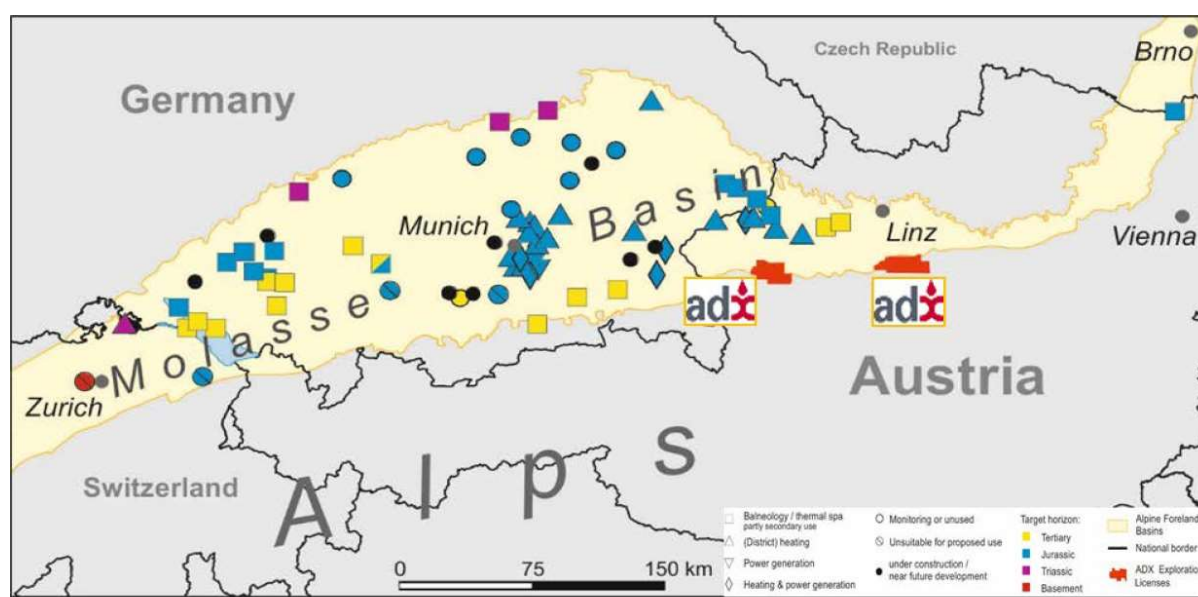 Germany
Czech Republic
Brno
Munich
Molasse Basin
Linz
Vienna
adx
adx
Zurich
Austria
Switzerland
Alps
0 75 150 km
Balneology / thermal spa
partly secondary use
(District) heating
Power generation
Heating & power generation
Monitoring or unused
Unsuitable for proposed use
under construction /
near future development
Target horizon:
Tertiary
Jurassic
Triassic
Basement
Alpine Foreland
Basins
National border
ADX Exploration
Licenses